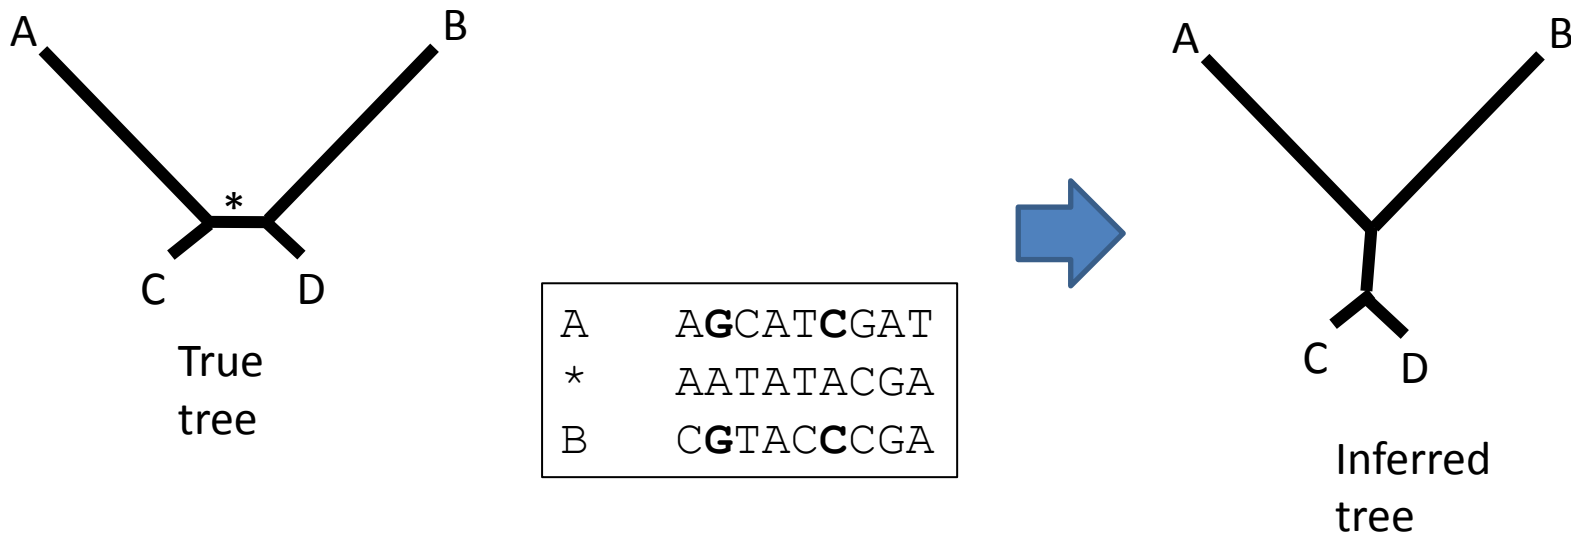 A
B
*
C
D
True
tree
A AGCATCGAT
* AATATACGA
B CGTACCCGA
A
B
C
D
Inferred
tree